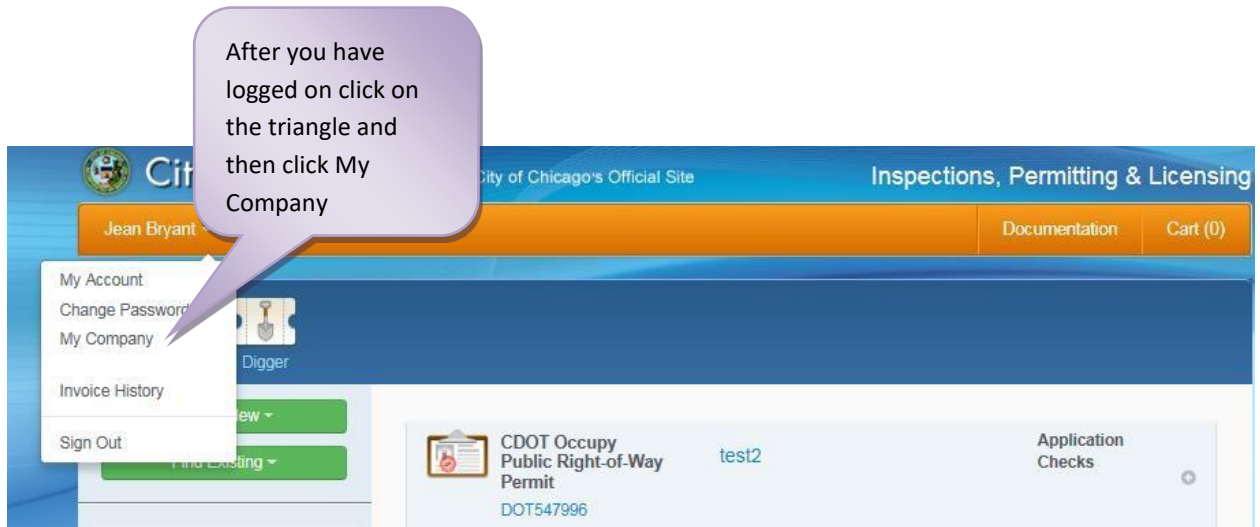 After you have
logged on click on
the triangle and
then click My
Company
City of Chicago's Official Site
Inspections, Permitting & Licensing
Jean Bryant
Documentation
Cart (0)
My Account
Change Password
My Company
Invoice History
Sign Out
Digger
CDOT Occupy
Public Right-of-Way
Permit
DOT547996
test2
Application
Checks